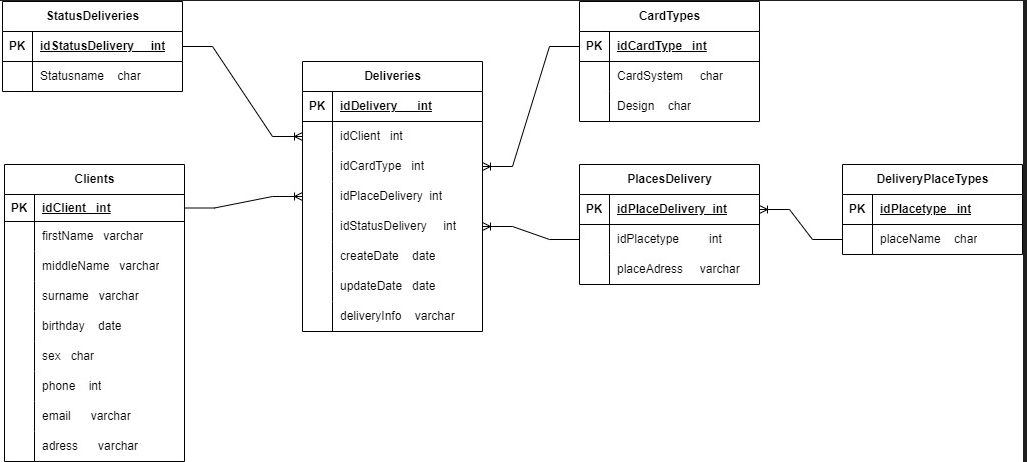 StatusDeliveries
PK idStatusDelivery int
Statusname char
Clients
PK idClient int
firstName varchar
middleName varchar
surname varchar
birthday date
sex char
phone int
email varchar
adress varchar
Deliveries
PK idDelivery int
idClient int
idCardType int
idPlaceDelivery int
idStatusDelivery int
createDate date
updateDate date
deliveryInfo varchar
CardTypes
PK idCardType int
CardSystem char
Design char
PlacesDelivery
PK idPlaceDelivery int
idPlacetype int
placeAdress varchar
DeliveryPlaceTypes
PK idPlacetype int
placeName char